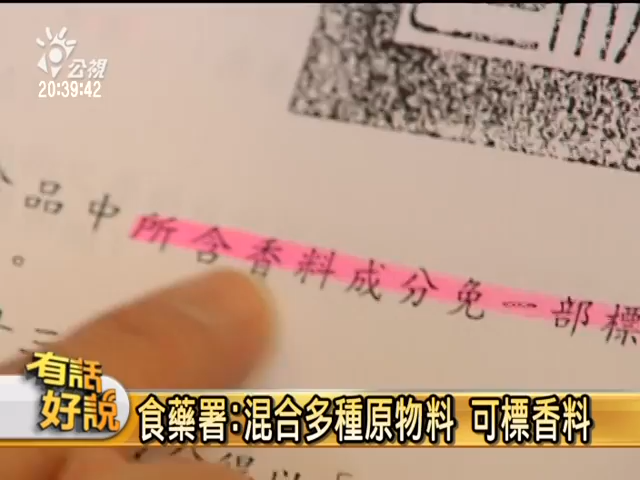 公視
20:39:42
品中所含香料成分免一部標
。
有話
好說
食藥署:混合多種原物料 可標香料